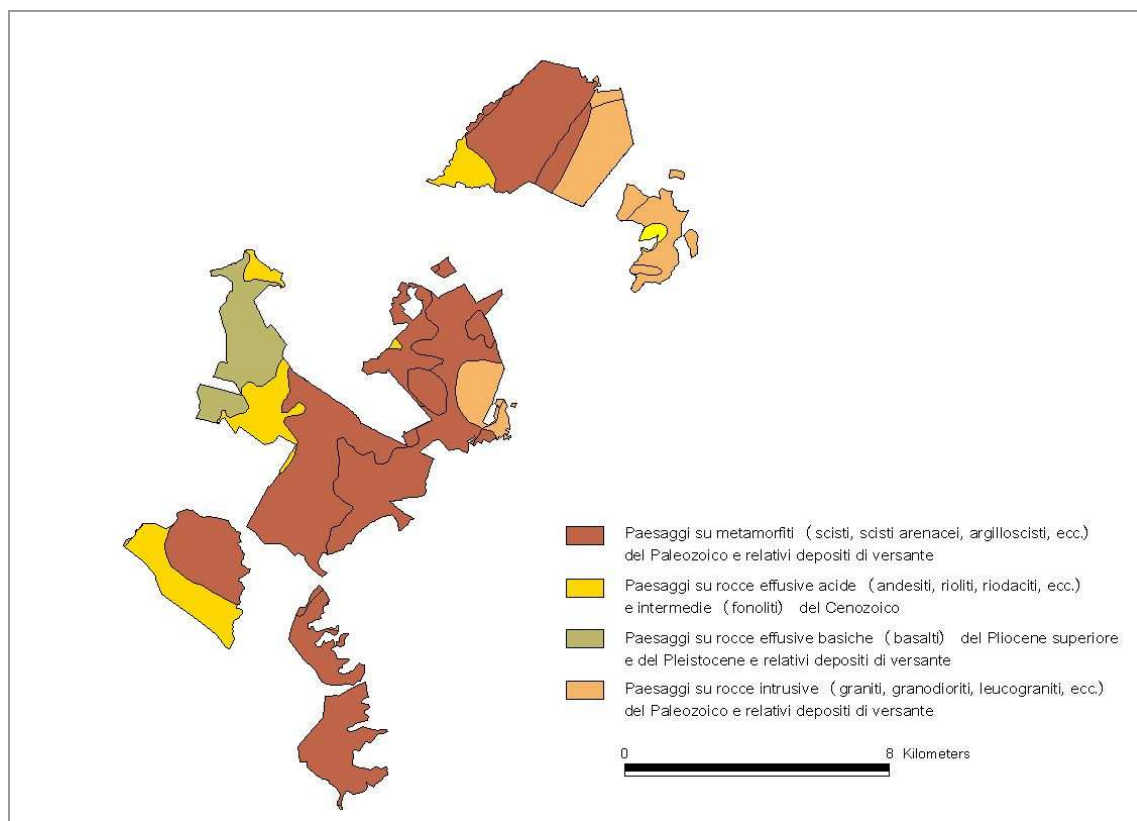 Paesaggi su metamorfiti (scisti, scisti arenacei, argilloscisti, ecc.)
del Paleozoico e relativi depositi di versante
Paesaggi su rocce effusive acide (andesiti, rioliti, riodaciti, ecc.)
e intermedie (fonoliti) del Cenozoico
Paesaggi su rocce effusive basiche (basalti) del Pliocene superiore
e del Pleistocene e relativi depositi di versante
Paesaggi su rocce intrusive (graniti, granodioriti, leucograniti, ecc.)
del Paleozoico e relativi depositi di versante
0 8 Kilometers